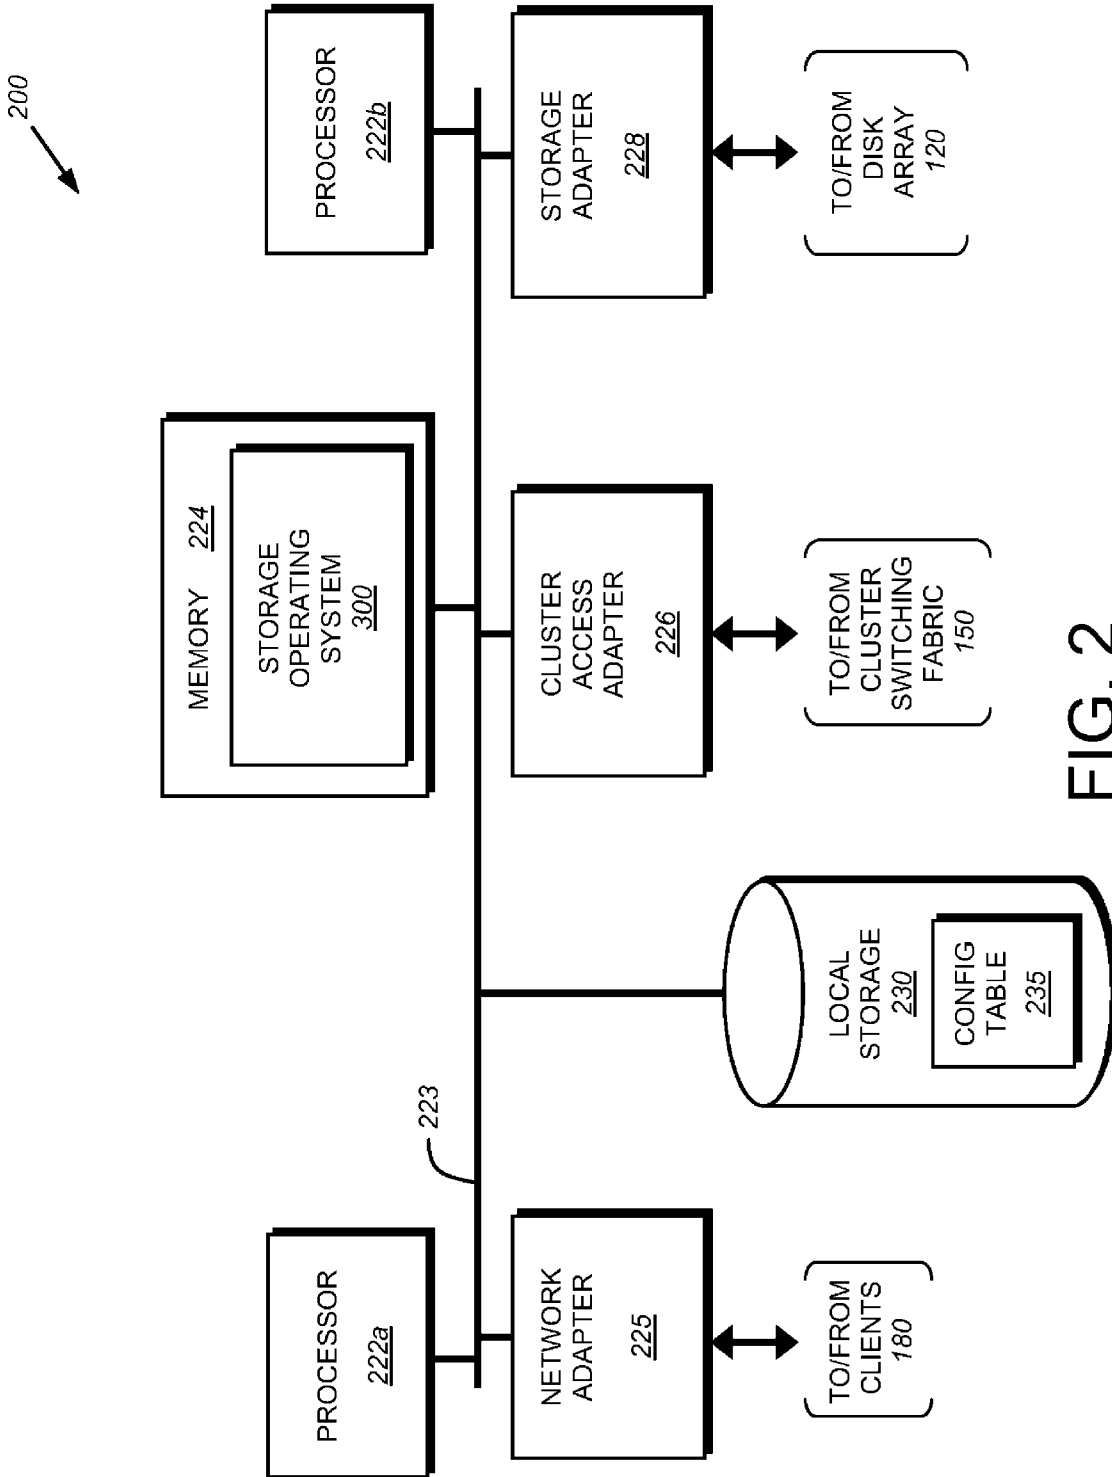 200
PROCESSOR
222a
MEMORY 224
STORAGE
OPERATING
SYSTEM
300
PROCESSOR
222b
223
NETWORK
ADAPTER
225
LOCAL
STORAGE
230
CONFIG
TABLE
235
CLUSTER
ACCESS
ADAPTER
226
STORAGE
ADAPTER
228
TO/FROM
CLIENTS
180
TO/FROM
CLUSTER
SWITCHING
FABRIC
150
TO/FROM
DISK
ARRAY
120
FIG. 2